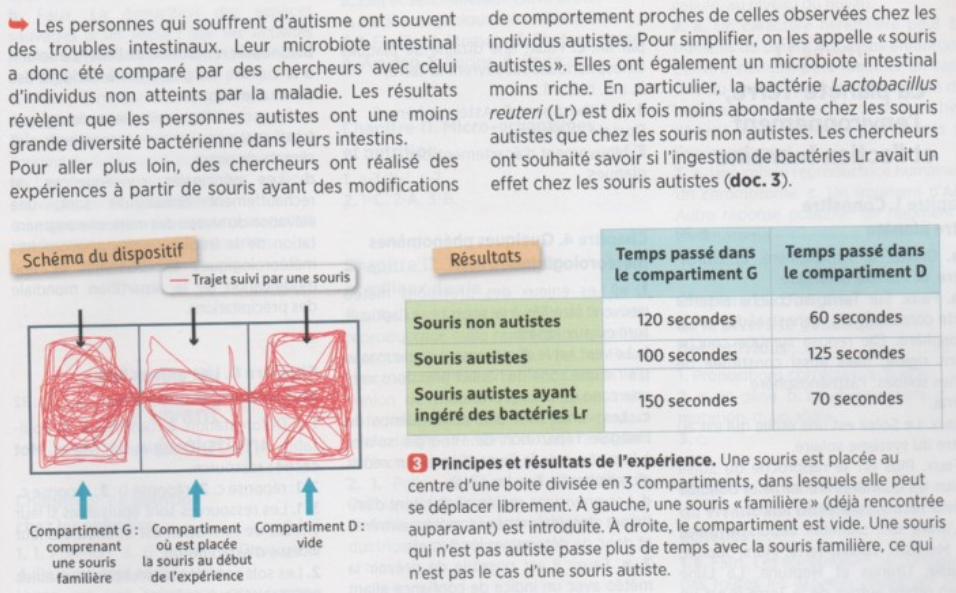 ➥ Les personnes qui souffrent d'autisme ont souvent
des troubles intestinaux. Leur microbiote intestinal
a donc été comparé par des chercheurs avec celui
d'individus non atteints par la maladie. Les résultats
révèlent que les personnes autistes ont une moins
grande diversité bactérienne dans leurs intestins.
Pour aller plus loin, des chercheurs ont réalisé des
expériences à partir de souris ayant des modifications
de comportement proches de celles observées chez les
individus autistes. Pour simplifier, on les appelle « souris
autistes ». Elles ont également un microbiote intestinal
moins riche. En particulier, la bactérie Lactobacillus
reuteri (Lr) est dix fois moins abondante chez les souris
autistes que chez les souris non autistes. Les chercheurs
ont souhaité savoir si l'ingestion de bactéries Lr avait un
effet chez les souris autistes (doc. 3).
Schéma du dispositif
Trajet suivi par une souris
Compartiment G :
comprenant
une souris
familière
Compartiment
où est placée
la souris au début
de l'expérience
Compartiment D :
vide
Résultats
Temps passé dans
le compartiment G
Temps passé dans
le compartiment D
Souris non autistes
120 secondes
60 secondes
Souris autistes
100 secondes
125 secondes
Souris autistes ayant
ingéré des bactéries Lr
150 secondes
70 secondes
3 Principes et résultats de l'expérience. Une souris est placée au
centre d'une boite divisée en 3 compartiments, dans lesquels elle peut
se déplacer librement. À gauche, une souris « familière » (déjà rencontrée
auparavant) est introduite. À droite, le compartiment est vide. Une souris
qui n'est pas autiste passe plus de temps avec la souris familière, ce qui
n'est pas le cas d'une souris autiste.